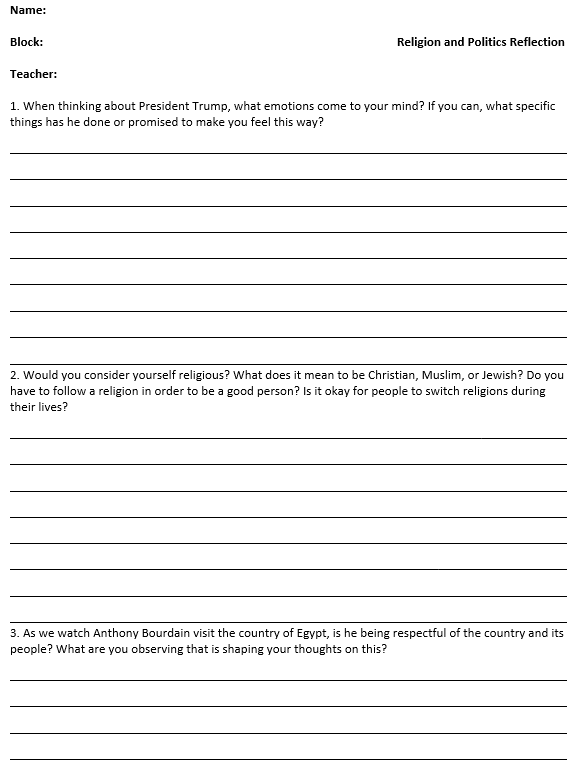 Name:
Block: Religion and Politics Reflection
Teacher:
1. When thinking about President Trump, what emotions come to your mind? If you can, what specific
things has he done or promised to make you feel this way?
2. Would you consider yourself religious? What does it mean to be Christian, Muslim, or Jewish? Do you
have to follow a religion in order to be a good person? Is it okay for people to switch religions during
their lives?
3. As we watch Anthony Bourdain visit the country of Egypt, is he being respectful of the country and its
people? What are you observing that is shaping your thoughts on this?